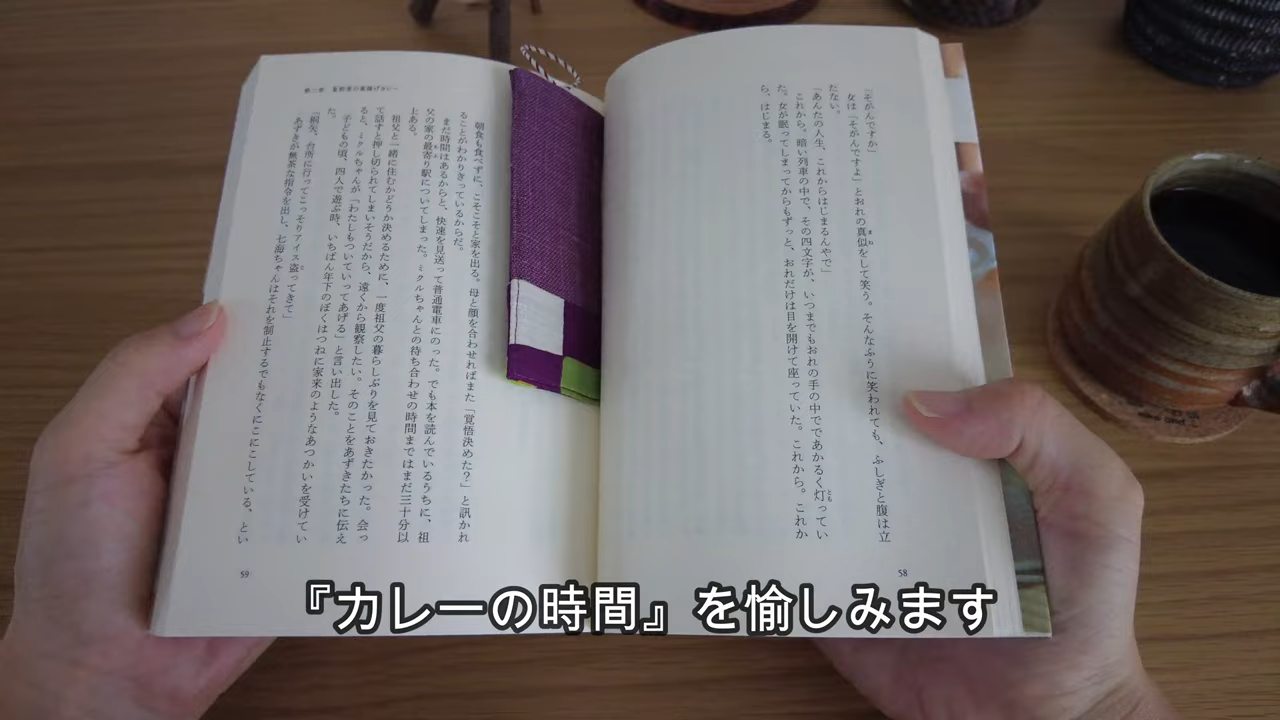 「そがんですか」
女は「そがんですよ」とおれの真似をして笑う。そんなふうに笑われても、ふしぎと腹は立
たない。
「あんたの人生、これからはじまるんやで」
これから。暗い列車の中で、その四文字が、いつまでもおれの手の中であかるく灯ってい
た。女が眠ってしまってからもずっと、おれだけは目を開けて座っていた。これから。これか
ら、はじまる。
58
朝食も食べずに、こそこそと家を出る。母と顔を合わせればまた「覚悟決めた?」と訊かれ
ることがわかりきっているからだ。
まだ時間はあるからと、快速を見送って普通電車にのった。でも本を読んでいるうちに、祖
父の家の最寄り駅についてしまった。ミクルちゃんとの待ち合わせの時間まではまだ三十分以
上ある。
祖父と一緒に住むかどうか決めるために、一度祖父の暮らしぶりを見ておきたかった。会っ
て話すと押し切られてしまいそうだから、遠くから観察したい。そのことをあずきたちに伝え
ると、ミクルちゃんが「わたしもついていってあげる」と言い出した。
子どもの頃、四人で遊ぶ時、いちばん年下のぼくはつねに家来のようなあつかいを受けてい
た。
「桐矢、台所に行ってこっそりアイス盗ってきて」
あずきが無茶な指令を出し、七海ちゃんはそれを制止するでもなくにこにこしている、とい
59
『カレーの時間』を愉しみます